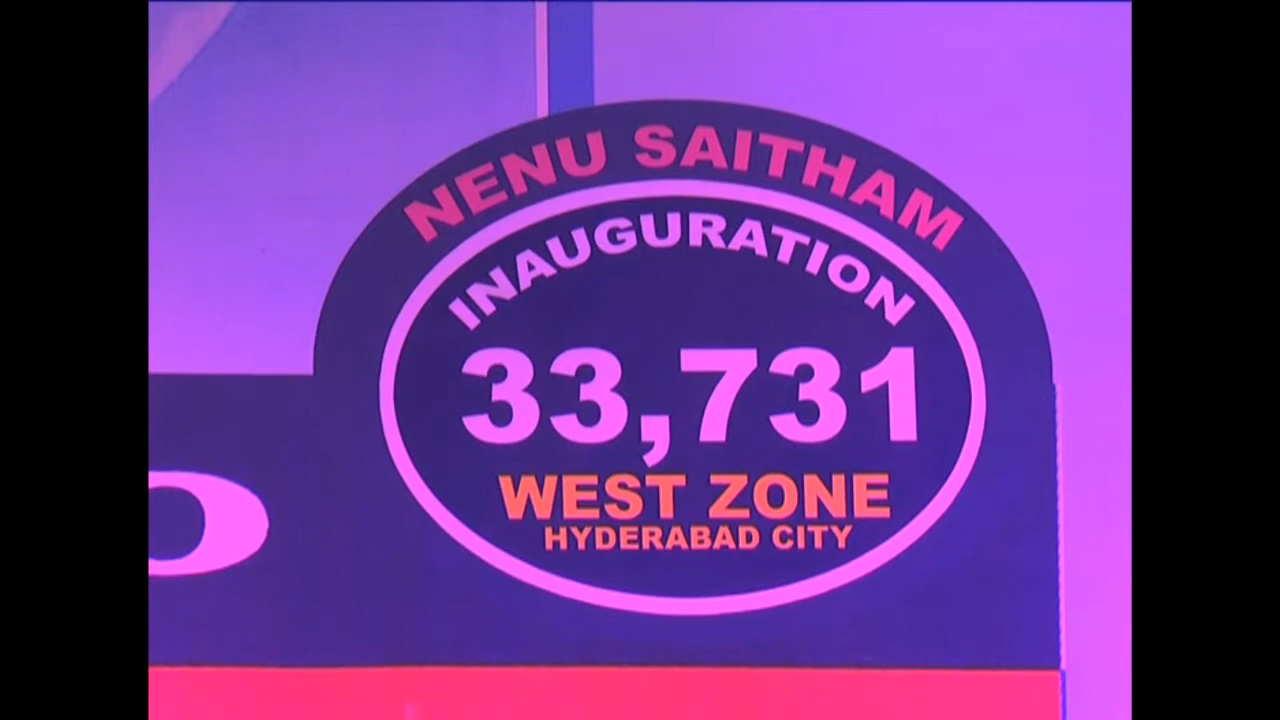 NENU SAITHAM
INAUGURATION
33,731
WEST ZONE
HYDERABAD CITY